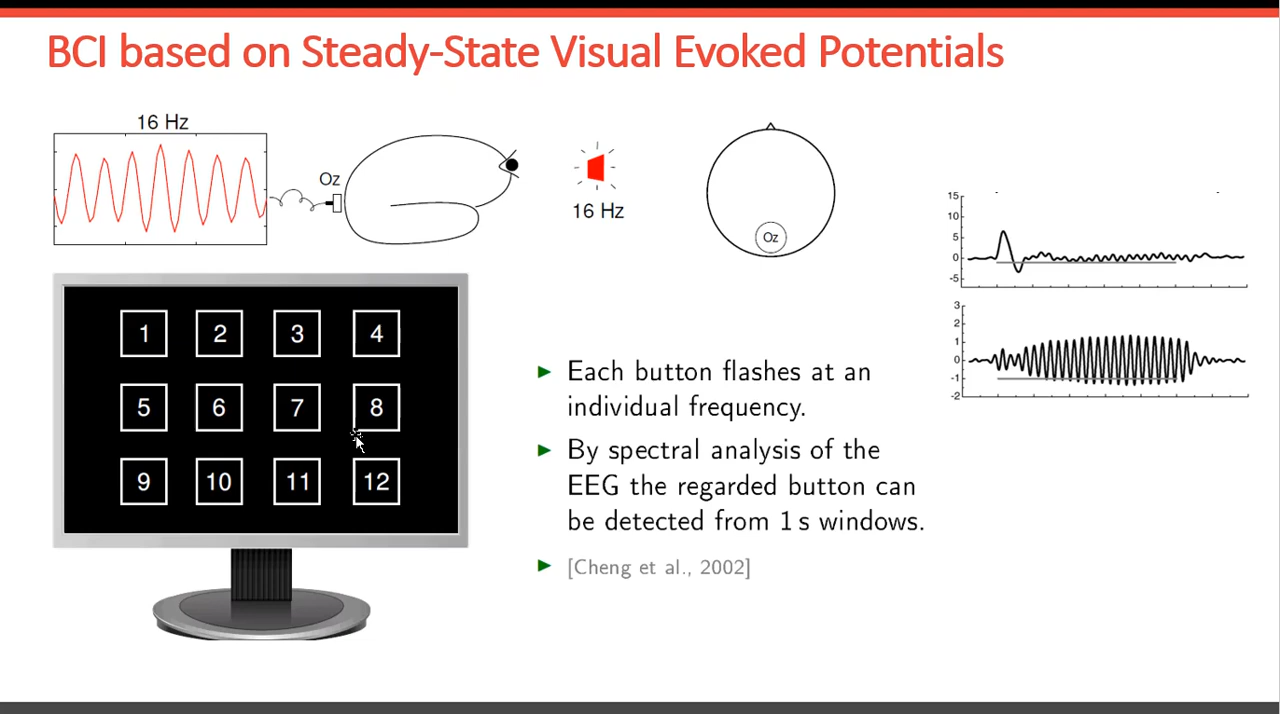 BCI based on Steady-State Visual Evoked Potentials
16 Hz
Oz
16 Hz
Oz
15
10
5
0
-5
3
2
1
0
-1
-2
1 2 3 4
5 6 7 8
9 10 11 12
► Each button flashes at an
individual frequency.
► By spectral analysis of the
EEG the regarded button can
be detected from 1 s windows.
► [Cheng et al., 2002]